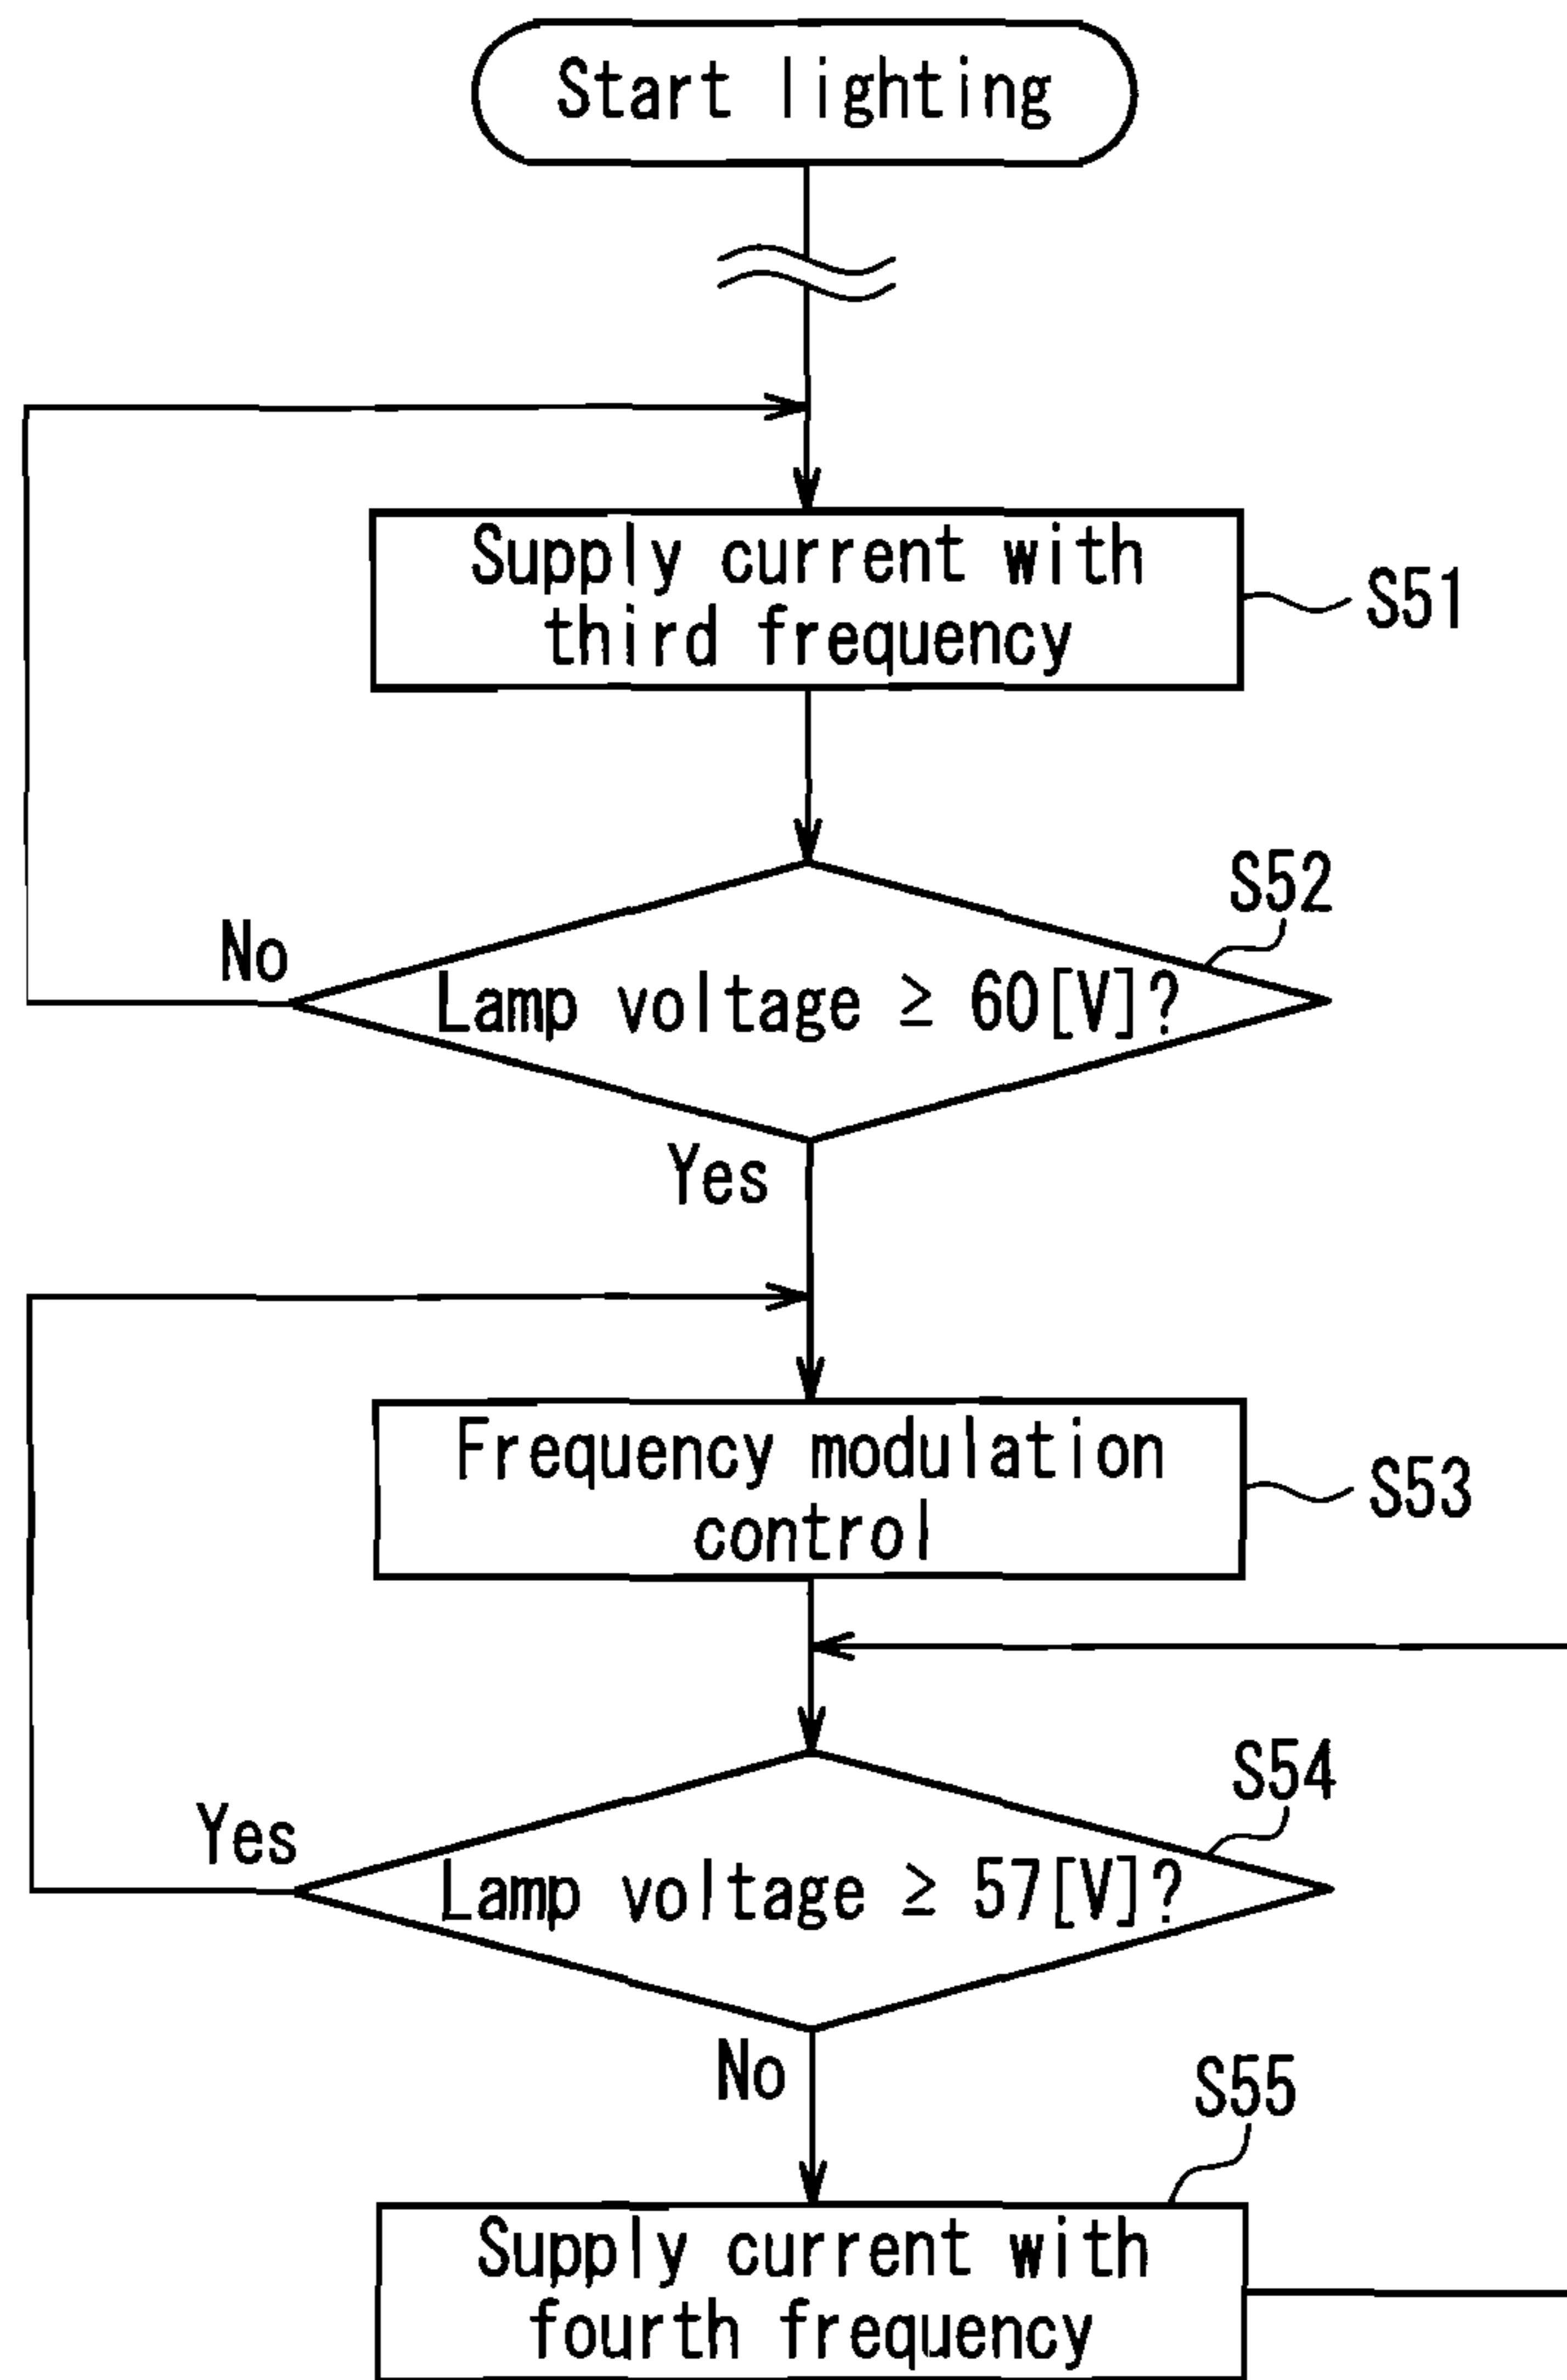 Start lighting
Supply current with
third frequency
S51
S52
No
Lamp voltage ≥ 60[V]?
Yes
Frequency modulation
control
S53
S54
Yes
Lamp voltage ≥ 57[V]?
No
S55
Supply current with
fourth frequency